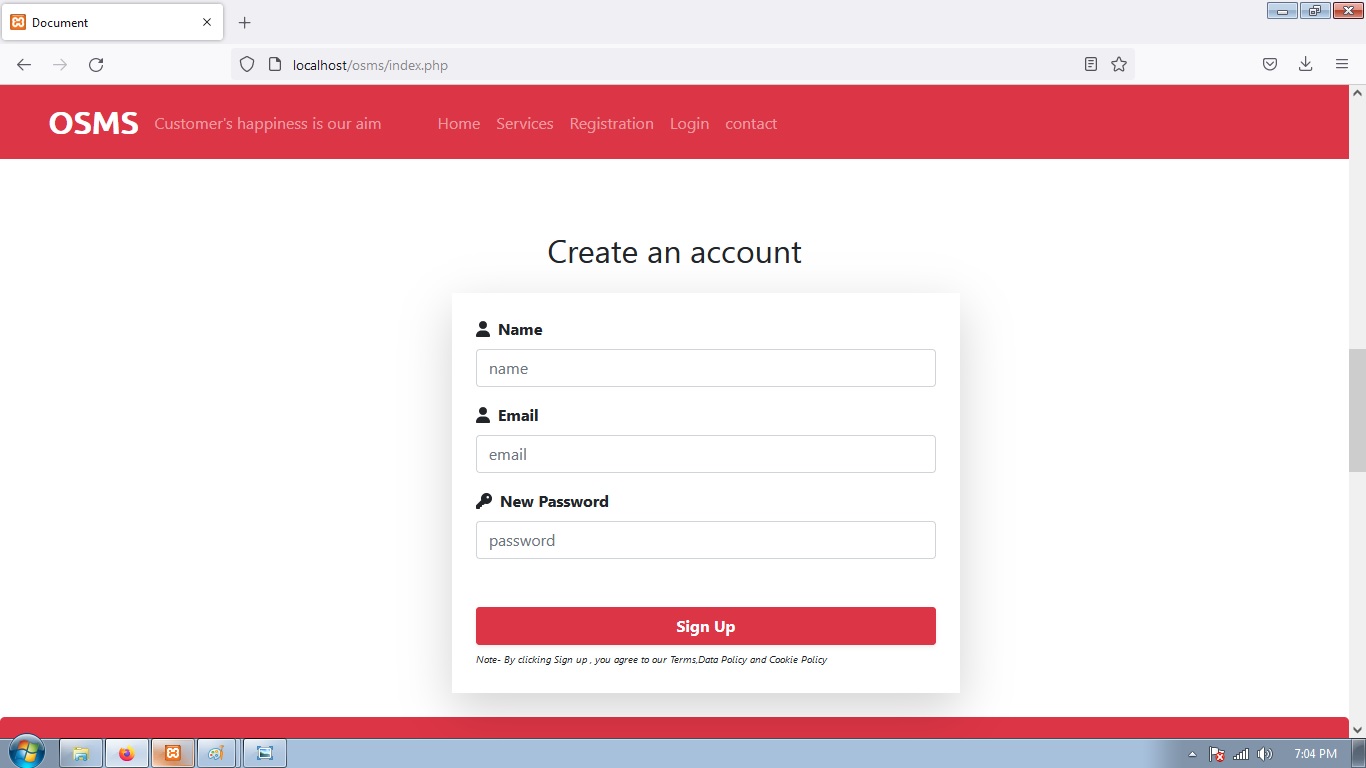 Document
localhost/osms/index.php
OSMS Customer's happiness is our aim Home Services Registration Login contact
Create an account
Name
name
Email
email
New Password
password
Sign Up
Note- By clicking Sign up , you agree to our Terms,Data Policy and Cookie Policy
7:04 PM